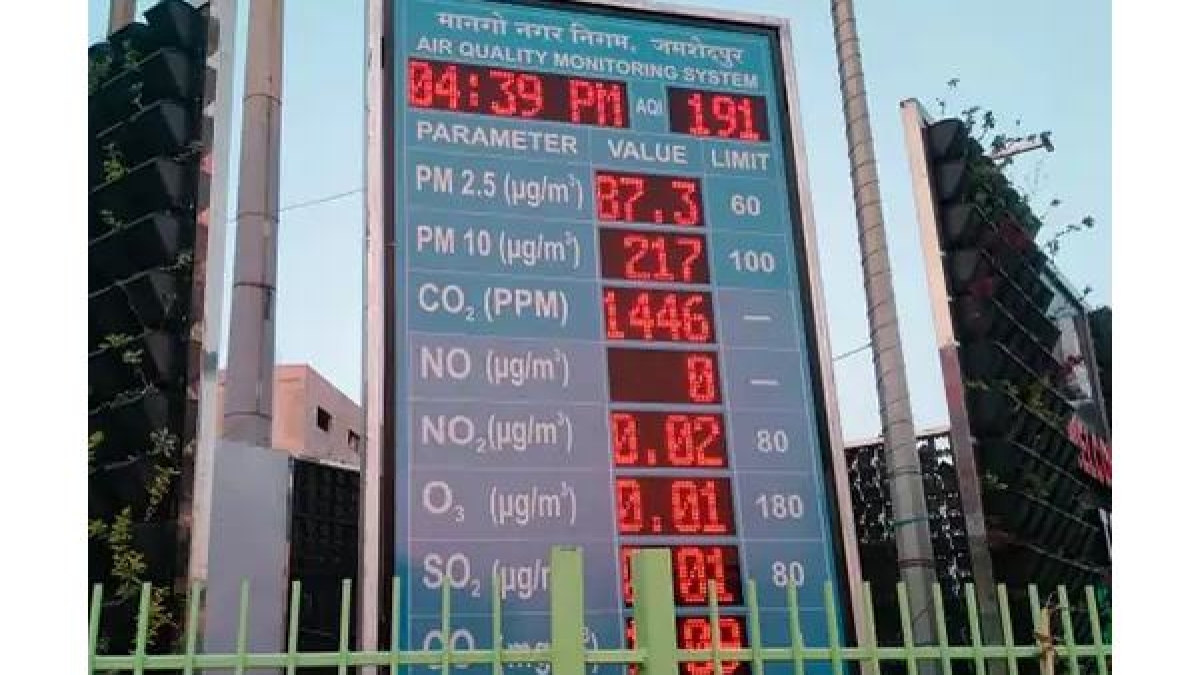 मानगो नगर निगम, जमशेदपुर
AIR QUALITY MONITORING SYSTEM
04:39 PM AQI 191
PARAMETER VALUE LIMIT
PM 2.5 (µg/m³) 87.3 60
PM 10 (µg/m³) 217 100
CO₂ (PPM) 1446 —
NO (µg/m³) 0 —
NO₂ (µg/m³) 0.02 80
O₃ (µg/m³) 0.01 180
SO₂ 80
CO